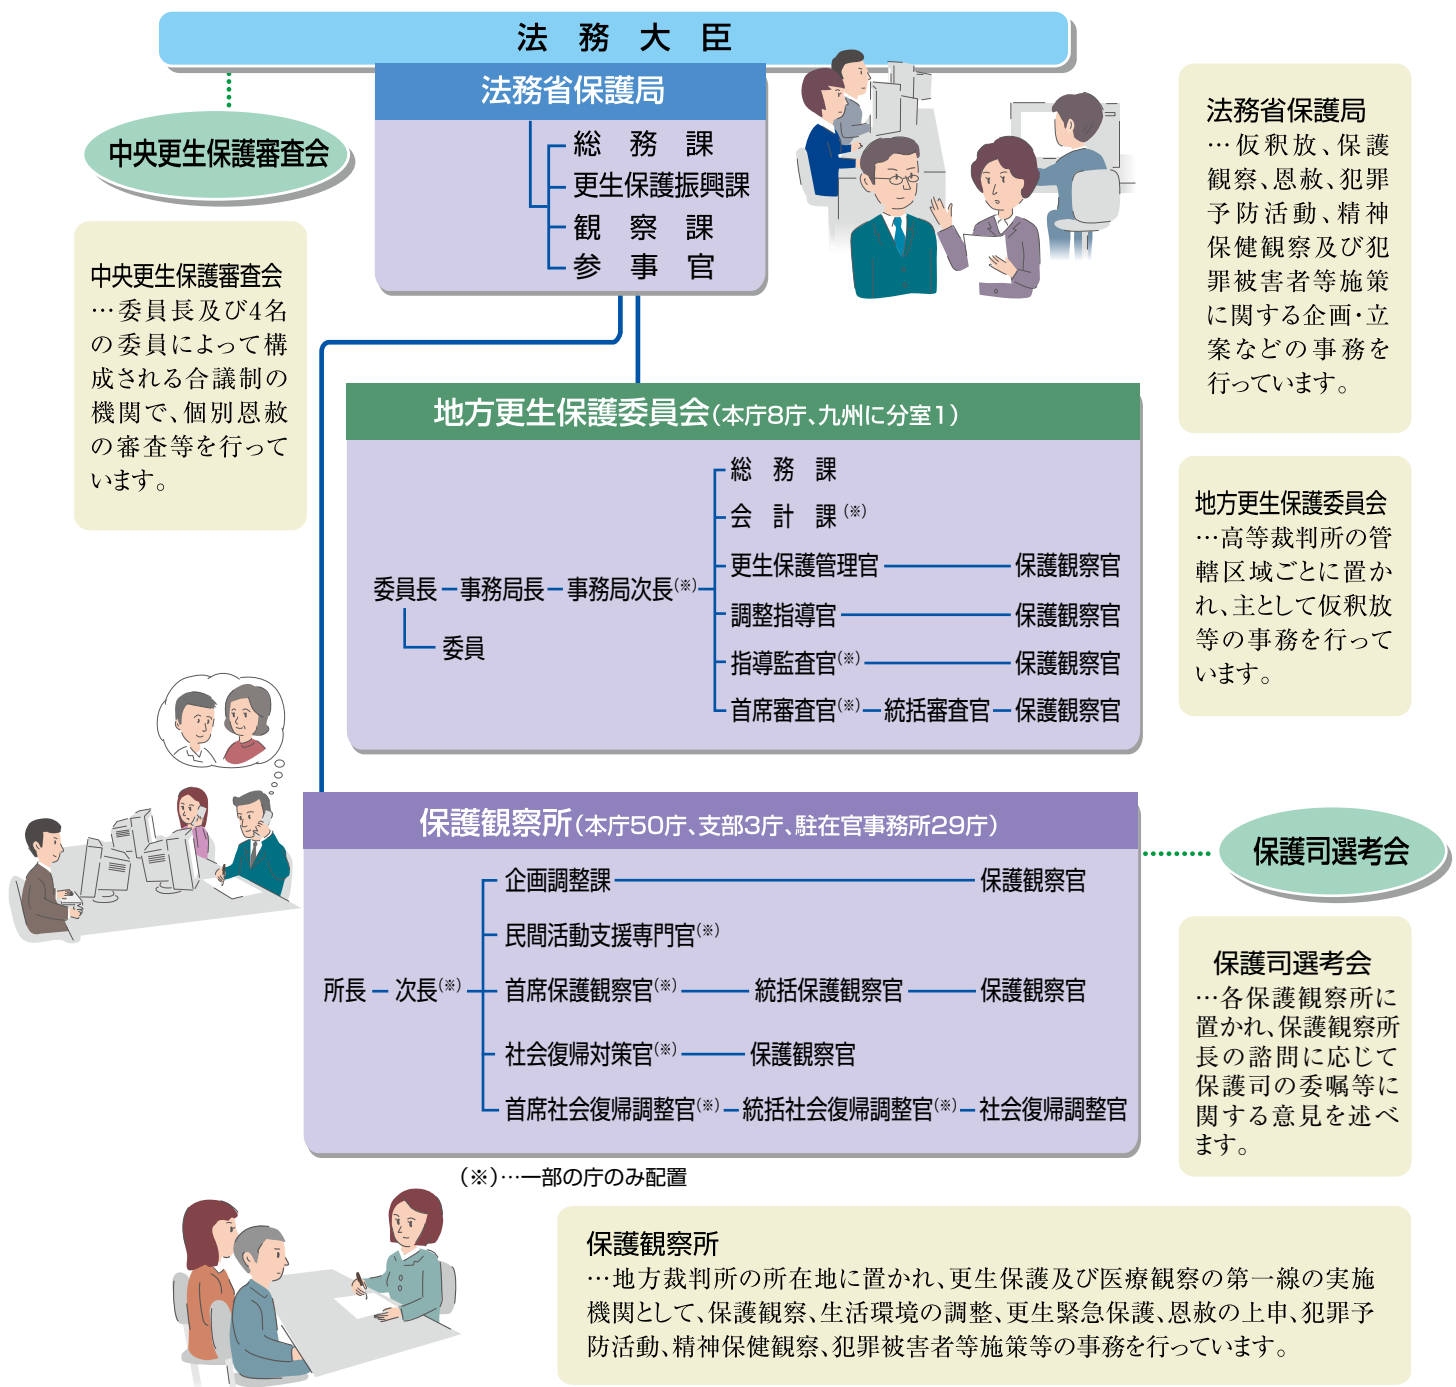 法務大臣
法務省保護局
総務課
更生保護振興課
観察課
参事官
中央更生保護審査会
中央更生保護審査会
…委員長及び4名
の委員によって構
成される合議制の
機関で、個別恩赦
の審査等を行って
います。
法務省保護局
…仮釈放、保護
観察、恩赦、犯罪
予防活動、精神
保健観察及び犯
罪被害者等施策
に関する企画・立
案などの事務を
行っています。
地方更生保護委員会(本庁8庁、九州に分室1)
総務課
会計課(※)
更生保護管理官 保護観察官
委員長 事務局長 事務局次長(※)
調整指導官 保護観察官
委員
指導監査官(※) 保護観察官
首席審査官(※) 統括審査官 保護観察官
地方更生保護委員会
…高等裁判所の管
轄区域ごとに置か
れ、主として仮釈放
等の事務を行って
います。
保護観察所(本庁50庁、支部3庁、駐在官事務所29庁)
企画調整課 保護観察官
民間活動支援専門官(※)
所長 次長(※) 首席保護観察官(※) 統括保護観察官 保護観察官
社会復帰対策官(※) 保護観察官
首席社会復帰調整官(※) 統括社会復帰調整官(※) 社会復帰調整官
(※)…一部の庁のみ配置
保護司選考会
保護司選考会
…各保護観察所に
置かれ、保護観察所
長の諮問に応じて
保護司の委嘱等に
関する意見を述べ
ます。
保護観察所
…地方裁判所の所在地に置かれ、更生保護及び医療観察の第一線の実施
機関として、保護観察、生活環境の調整、更生緊急保護、恩赦の上申、犯罪予
防活動、精神保健観察、犯罪被害者等施策等の事務を行っています。